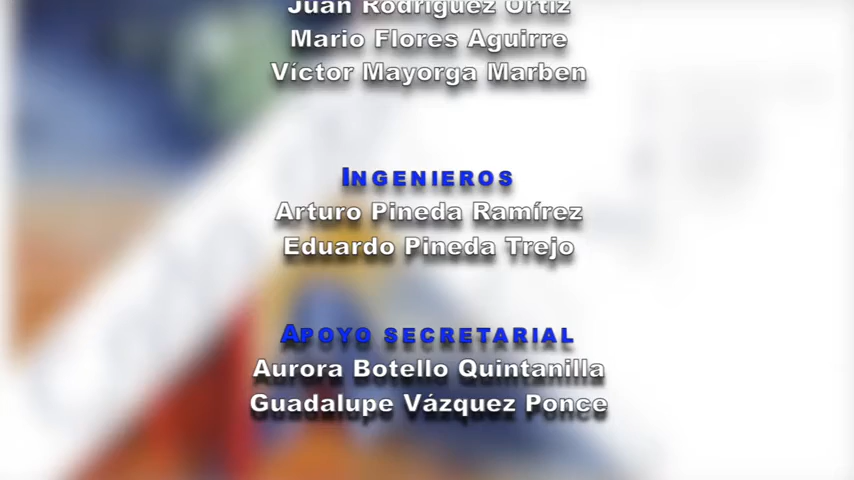 Juan Rodríguez Ortiz
Mario Flores Aguirre
Víctor Mayorga Marben
INGENIEROS
Arturo Pineda Ramírez
Eduardo Pineda Trejo
APOYO SECRETARIAL
Aurora Botello Quintanilla
Guadalupe Vázquez Ponce